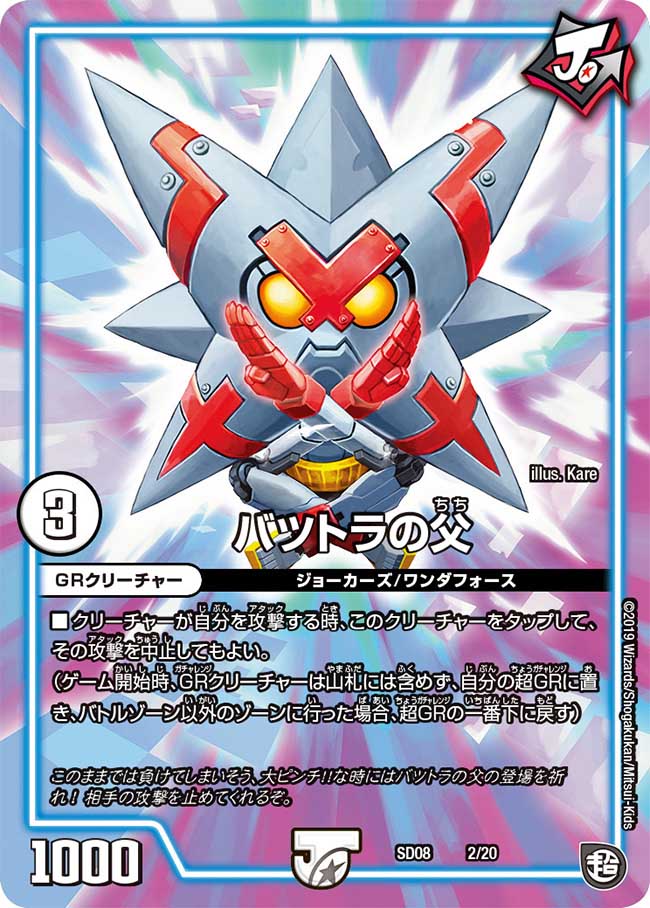 J
illus. Kare
3
バツトラの父
ちち
GRクリーチャー
ジョーカーズ/ワンダフォース
■クリーチャーが自分を攻撃する時、このクリーチャーをタップして、
その攻撃を中止してもよい。
(ゲーム開始時、GRクリーチャーは山札には含めず、自分の超GRに置
き、バトルゾーン以外のゾーンに行った場合、超GRの一番下に戻す)
このままでは負けてしまいそう、大ピンチ!!な時にはバツトラの父の登場を祈
れ! 相手の攻撃を止めてくれるぞ。
©2019 Wizards/Shogakukan/Mitsui-Kids
1000
J
SD08 2/20
超